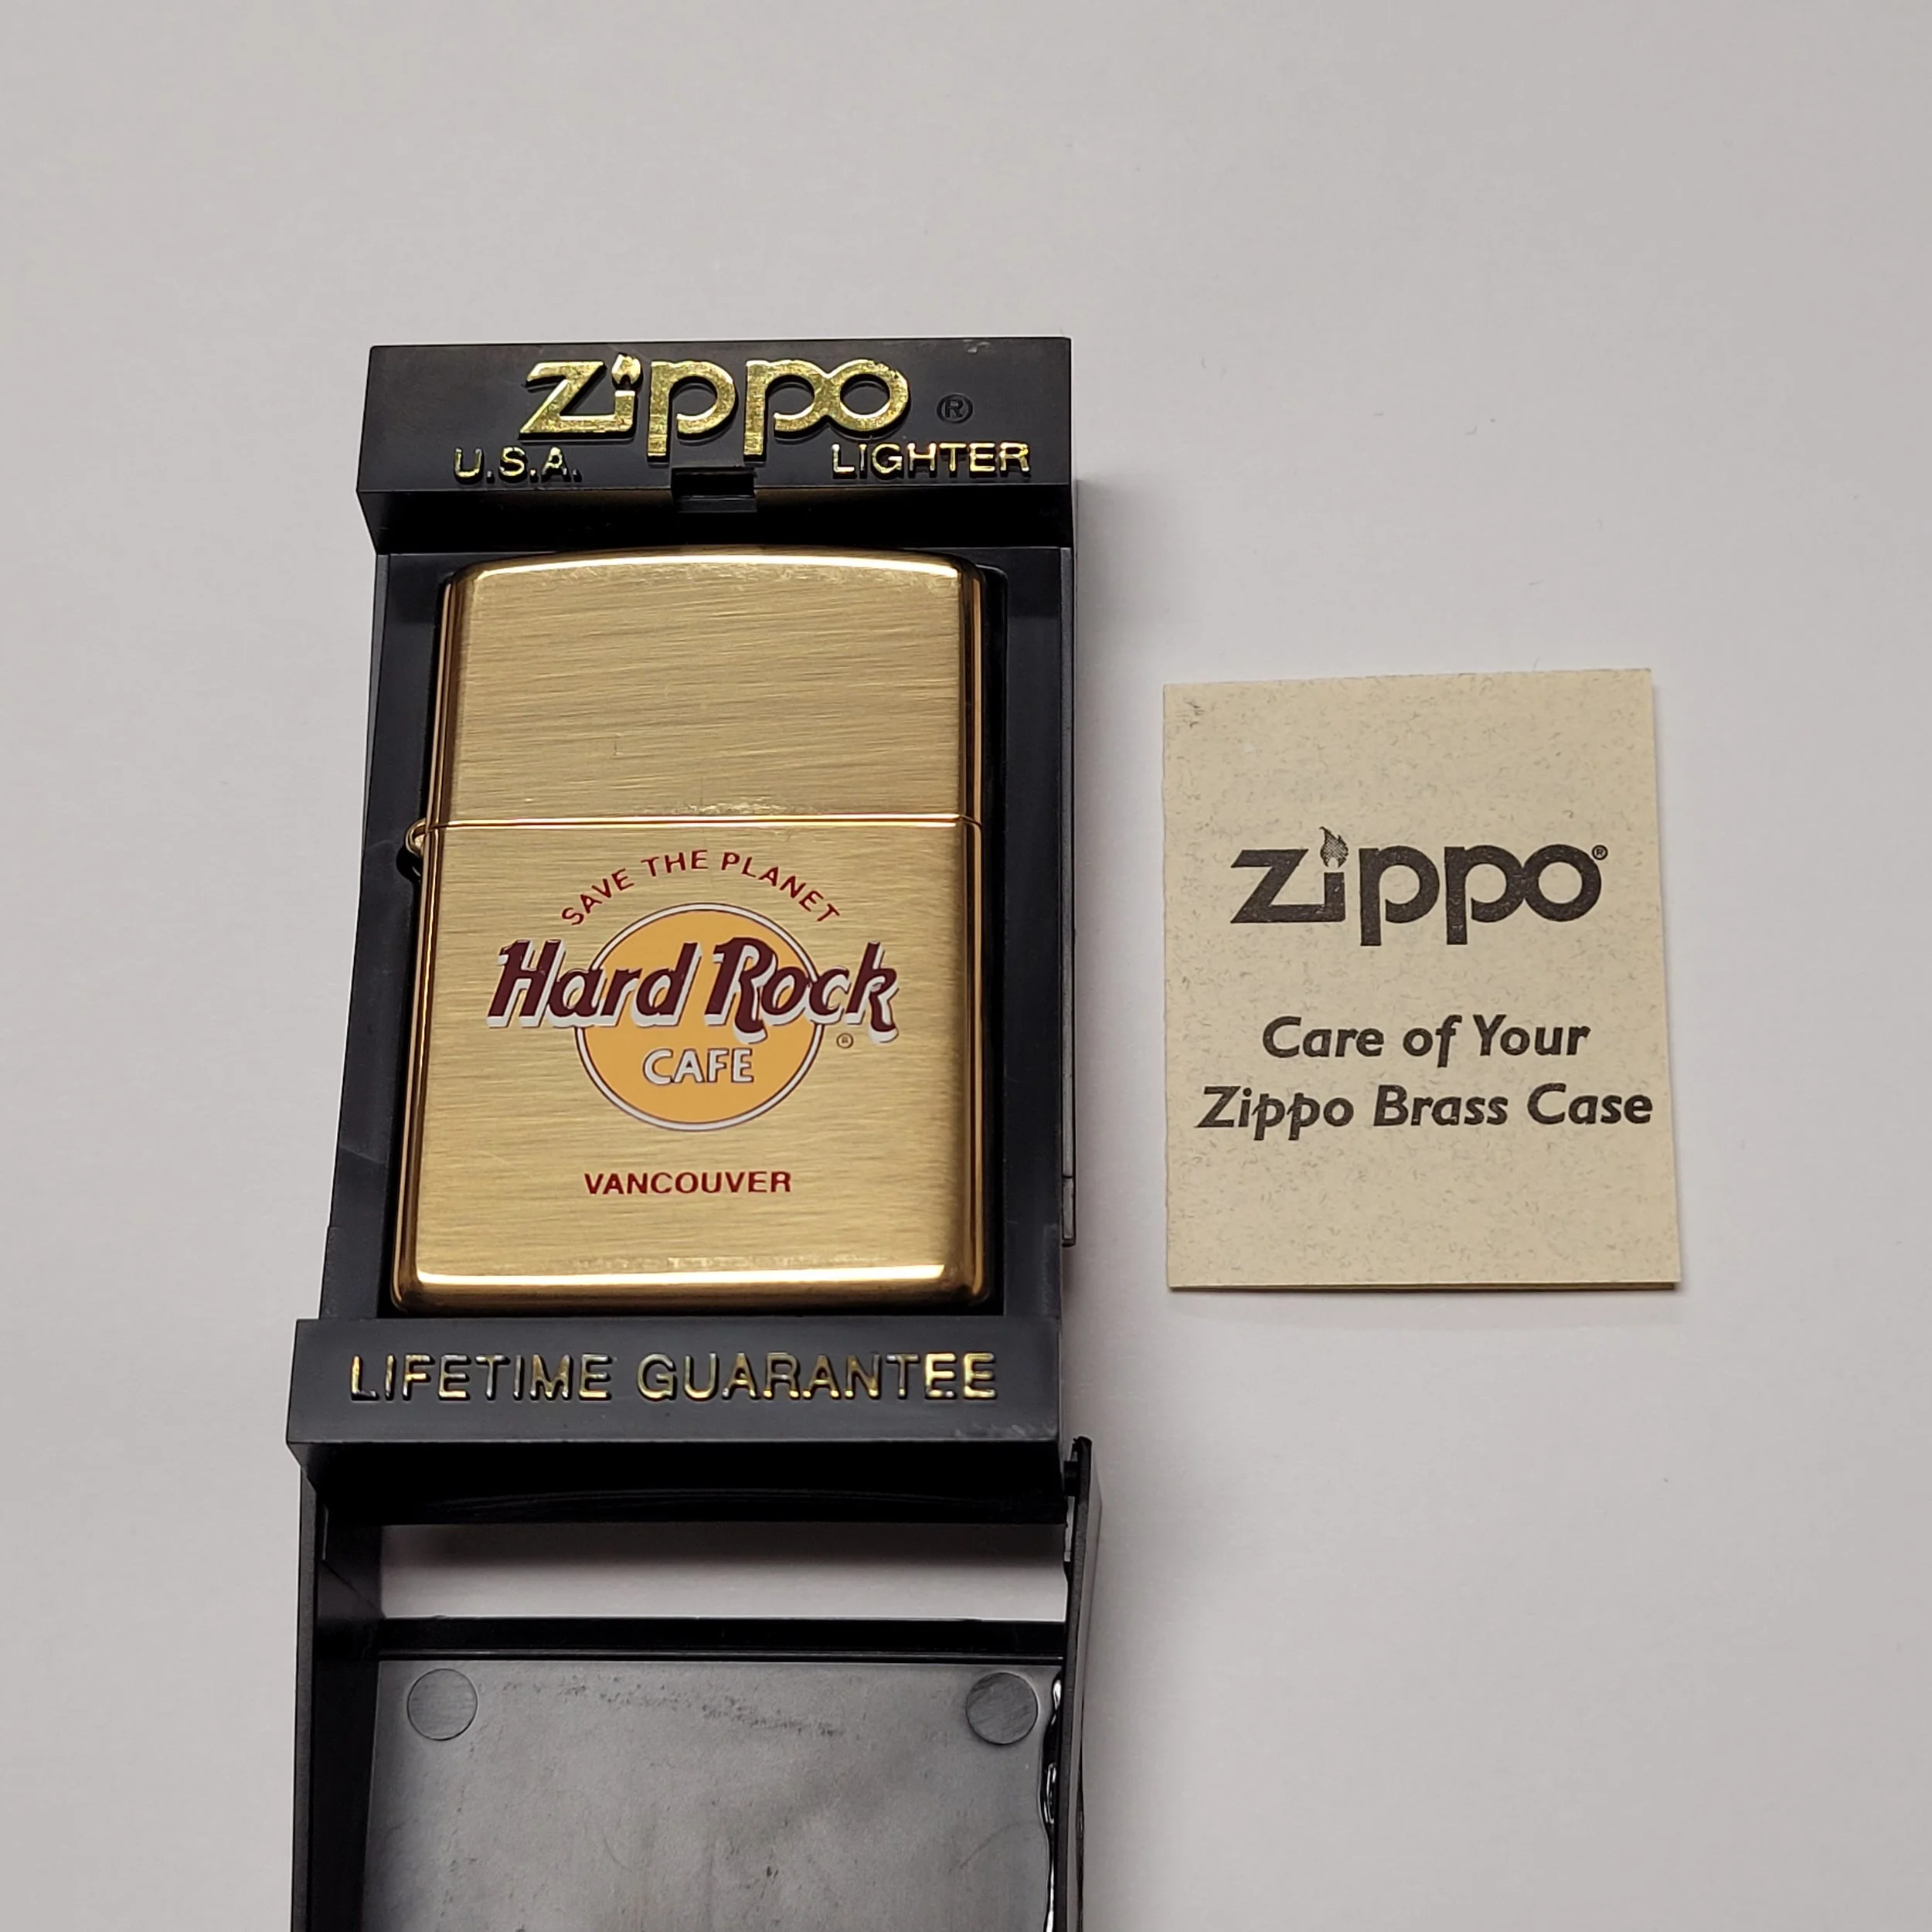 Zippo ®
U.S.A. LIGHTER
SAVE THE PLANET
Hard Rock
®
CAFE
VANCOUVER
LIFETIME GUARANTEE
Zippo®
Care of Your
Zippo Brass Case